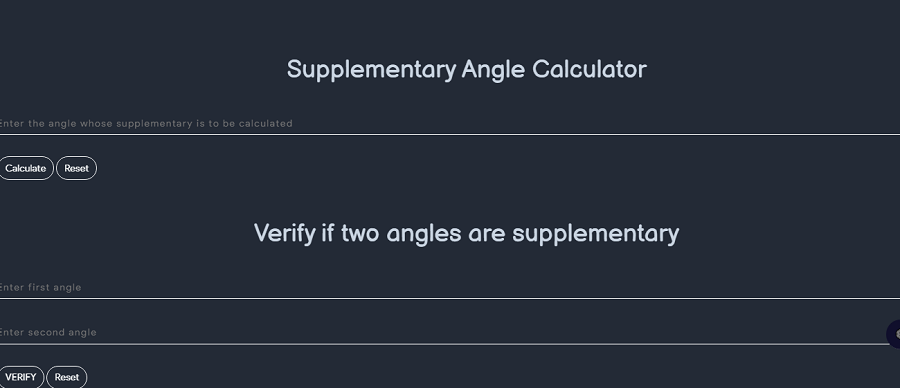 Supplementary Angle Calculator
Enter the angle whose supplementary is to be calculated
Calculate Reset
Verify if two angles are supplementary
Enter first angle
Enter second angle
VERIFY Reset